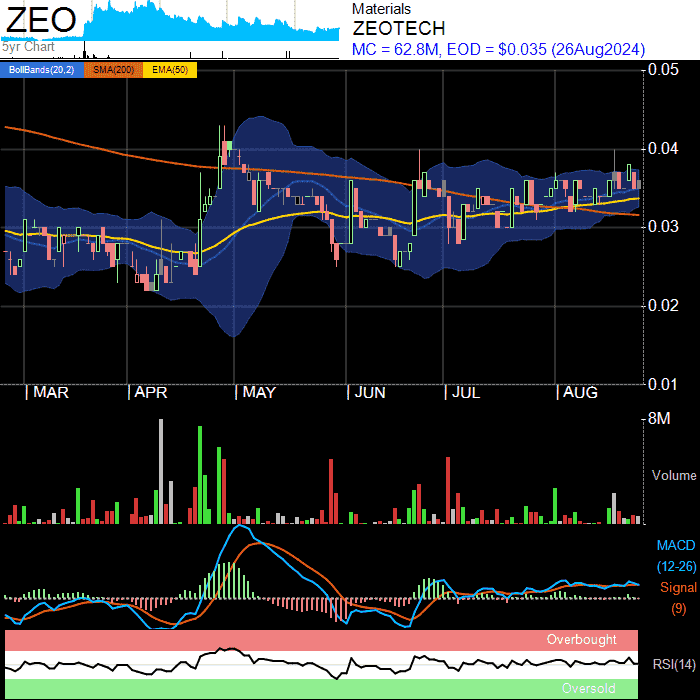 ZEO
5yr Chart
Materials
ZEOTECH
MC = 62.8M, EOD = $0.035 (26Aug2024)
BollBands(20,2) SMA(200) EMA(50)
0.05
0.04
0.03
0.02
0.01
MAR APR MAY JUN JUL AUG
8M
Volume
MACD
(12-26)
Signal
(9)
Overbought
RSI(14)
Oversold